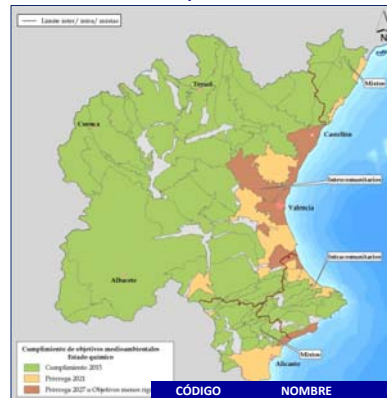 Límite inter/ intra/ mixtas
N
Mixtos
Teruel
Cuenca
Castellón
Intercomunitarios
Valencia
Intracomunitarios
Albacete
Cumplimiento de objetivos medioambientales
Estado químico
Cumplimiento 2015
Prórroga 2021
Prórroga 2027 u Objetivos menos
Mixtos
Alicante
CÓDIGO NOMBRE